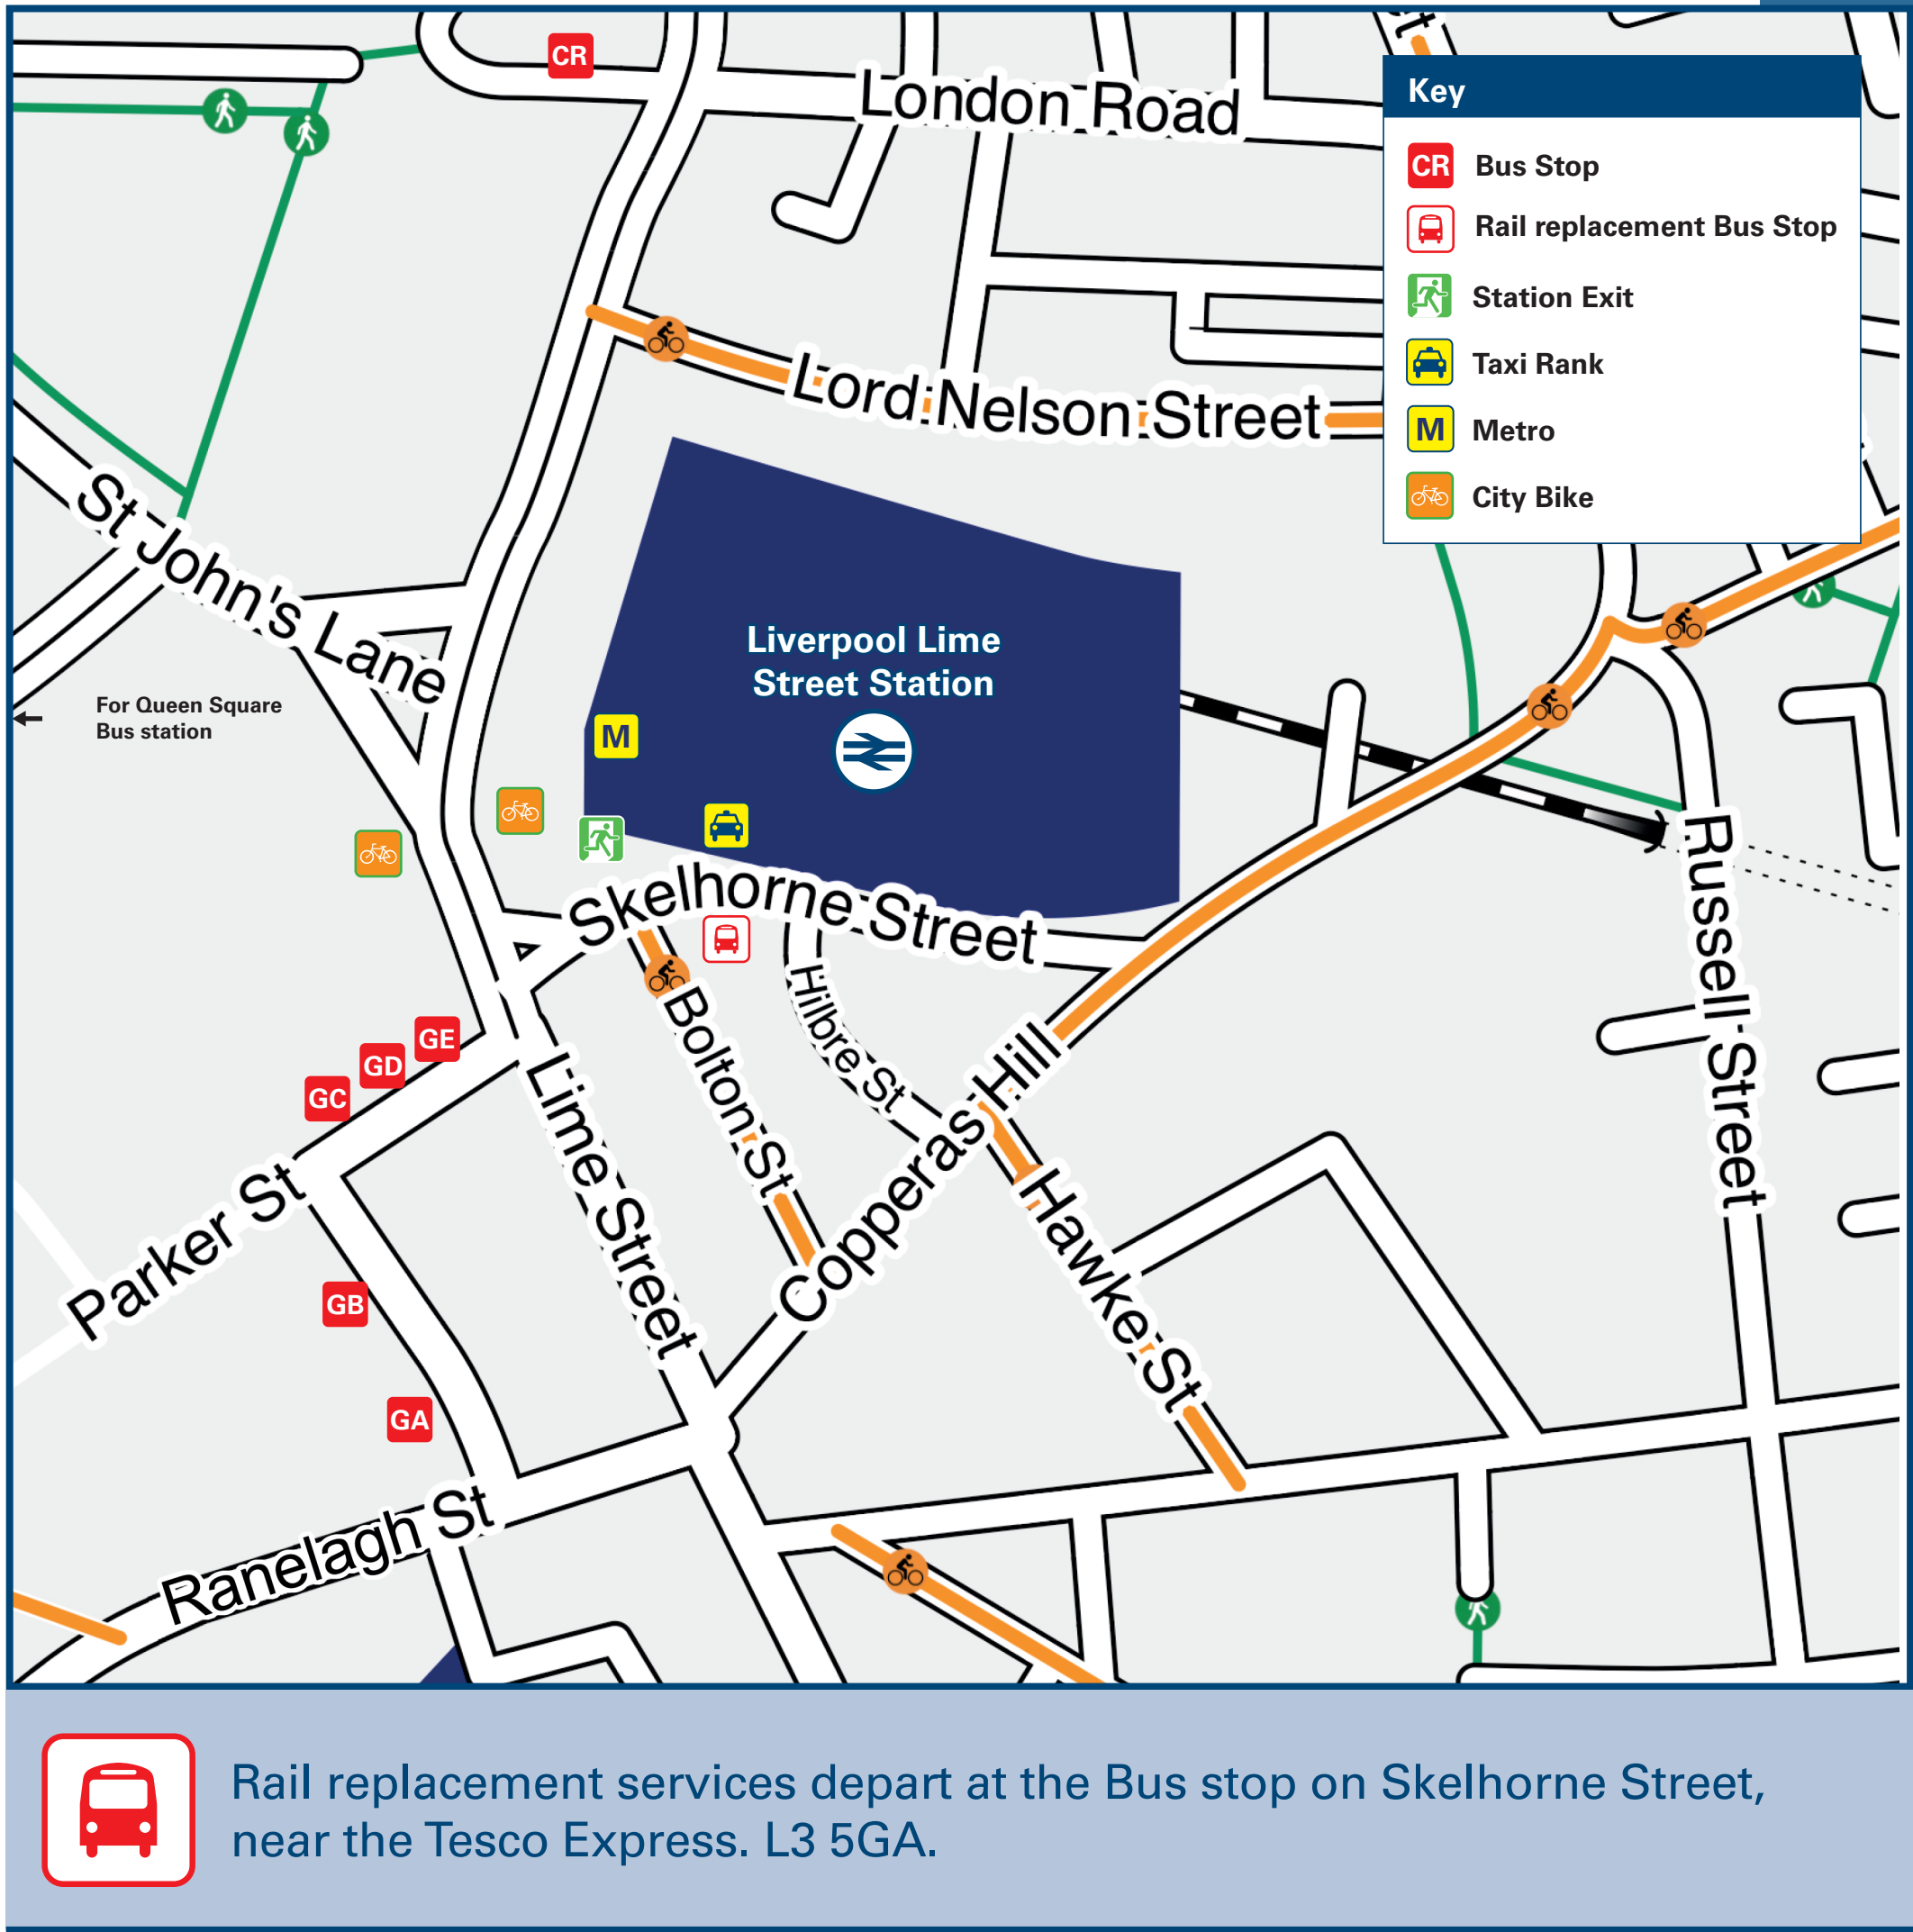 CR
London Road
Key
CR Bus Stop
Rail replacement Bus Stop
Station Exit
Taxi Rank
M Metro
City Bike
Lord Nelson Street
St John's Lane
Liverpool Lime
Street Station
For Queen Square
Bus station
M
Skelhorne Street
Russell Street
Hilbre St
Bolton St
GE
GD
GC
Lime Street
Copperas Hill
Hawke St
Parker St
GB
GA
Ranelagh St
Rail replacement services depart at the Bus stop on Skelhorne Street,
near the Tesco Express. L3 5GA.